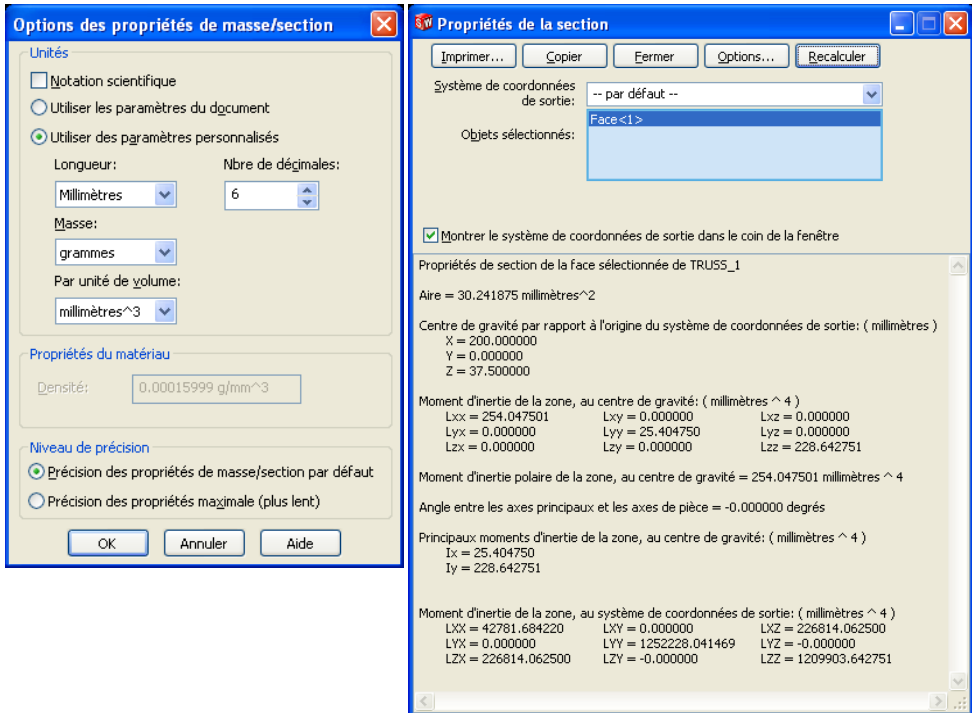 Options des propriétés de masse/section
Unités
Notation scientifique
Utiliser les paramètres du document
Utiliser des paramètres personnalisés
Longueur: Nbre de décimales:
Millimètres 6
Masse:
grammes
Par unité de volume:
millimètres^3
Propriétés du matériau
Densité: 0.00015999 g/mm^3
Niveau de précision
Précision des propriétés de masse/section par défaut
Précision des propriétés maximale (plus lent)
OK Annuler Aide
Propriétés de la section
Imprimer... Copier Fermer Options... Recalculer
Système de coordonnées
de sortie: -- par défaut --
Objets sélectionnés: Face<1>
Montrer le système de coordonnées de sortie dans le coin de la fenêtre
Propriétés de section de la face sélectionnée de TRUSS_1
Aire = 30.241875 millimètres^2
Centre de gravité par rapport à l'origine du système de coordonnées de sortie: ( millimètres )
X = 200.000000
Y = 0.000000
Z = 37.500000
Moment d'inertie de la zone, au centre de gravité: ( millimètres ^ 4 )
Lxx = 254.047501 Lxy = 0.000000 Lxz = 0.000000
Lyx = 0.000000 Lyy = 25.404750 Lyz = 0.000000
Lzx = 0.000000 Lzy = 0.000000 Lzz = 228.642751
Moment d'inertie polaire de la zone, au centre de gravité = 254.047501 millimètres ^ 4
Angle entre les axes principaux et les axes de pièce = -0.000000 degrés
Principaux moments d'inertie de la zone, au centre de gravité: ( millimètres ^ 4 )
Ix = 25.404750
Iy = 228.642751
Moment d'inertie de la zone, au système de coordonnées de sortie: ( millimètres ^ 4 )
LXX = 42781.684220 LXY = 0.000000 LXZ = 226814.062500
LYX = 0.000000 LYY = 1252228.041469 LYZ = -0.000000
LZX = 226814.062500 LZY = -0.000000 LZZ = 1209903.642751